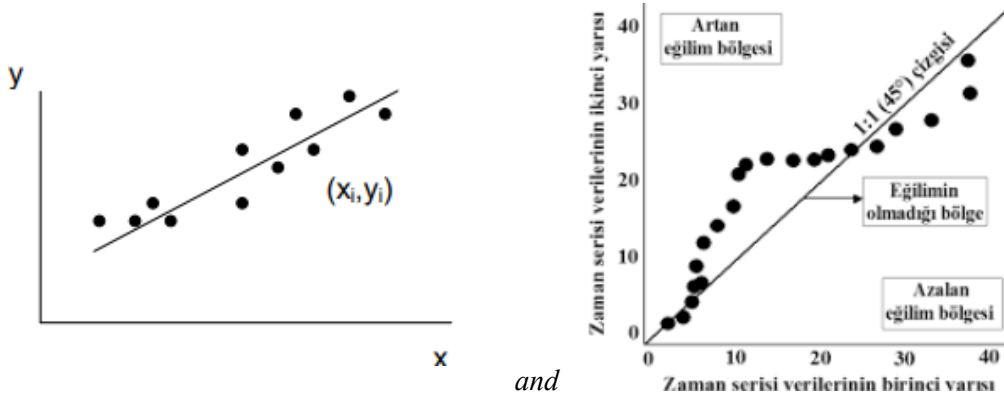 y
(xᵢ,yᵢ)
x
and
Zaman serisi verilerinin ikinci yarısı
40
30
20
10
0
Artan
eğilim bölgesi
1:1 (45°) çizgisi
Eğilimin
olmadığı bölge
Azalan
eğilim bölgesi
0 10 20 30 40
Zaman serisi verilerinin birinci yarısı